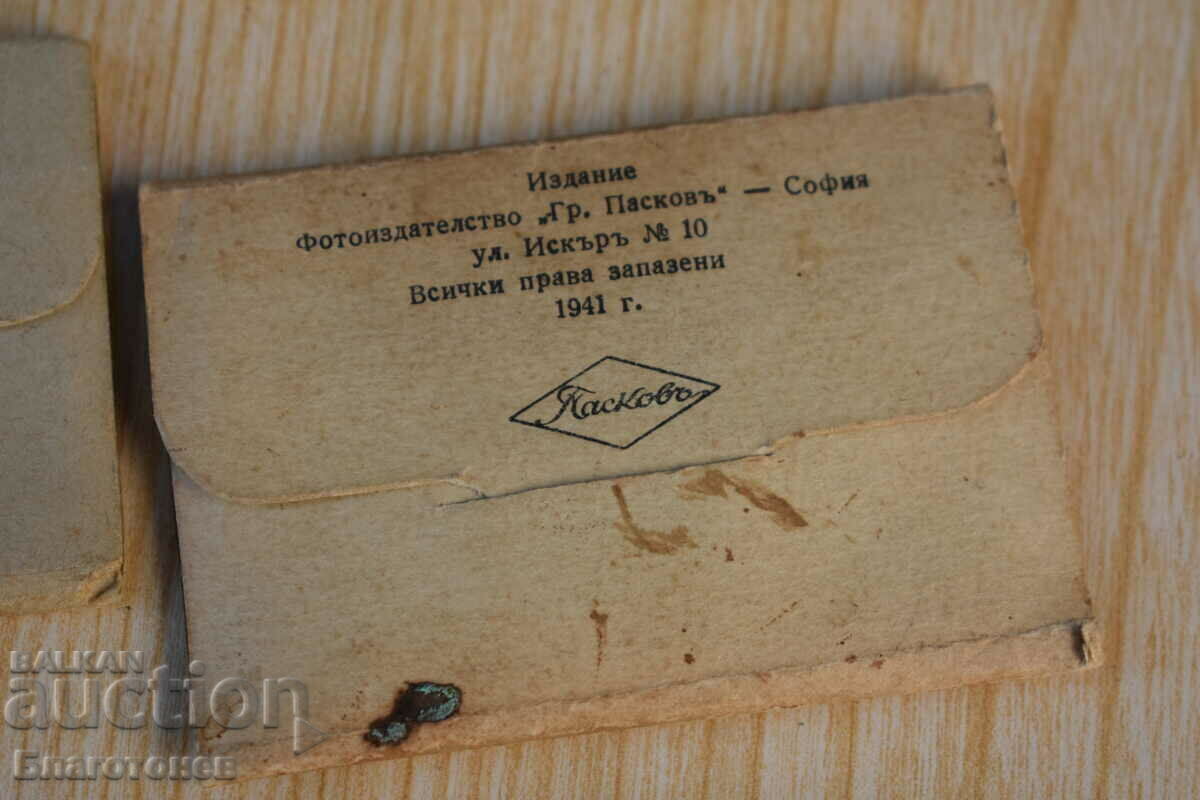 Издание
Фотоиздателство „Гр. Пасковъ“ — София
ул. Искъръ № 10
Всички права запазени
1941 г.
Пасковъ
BALKAN
auction
Благотонев